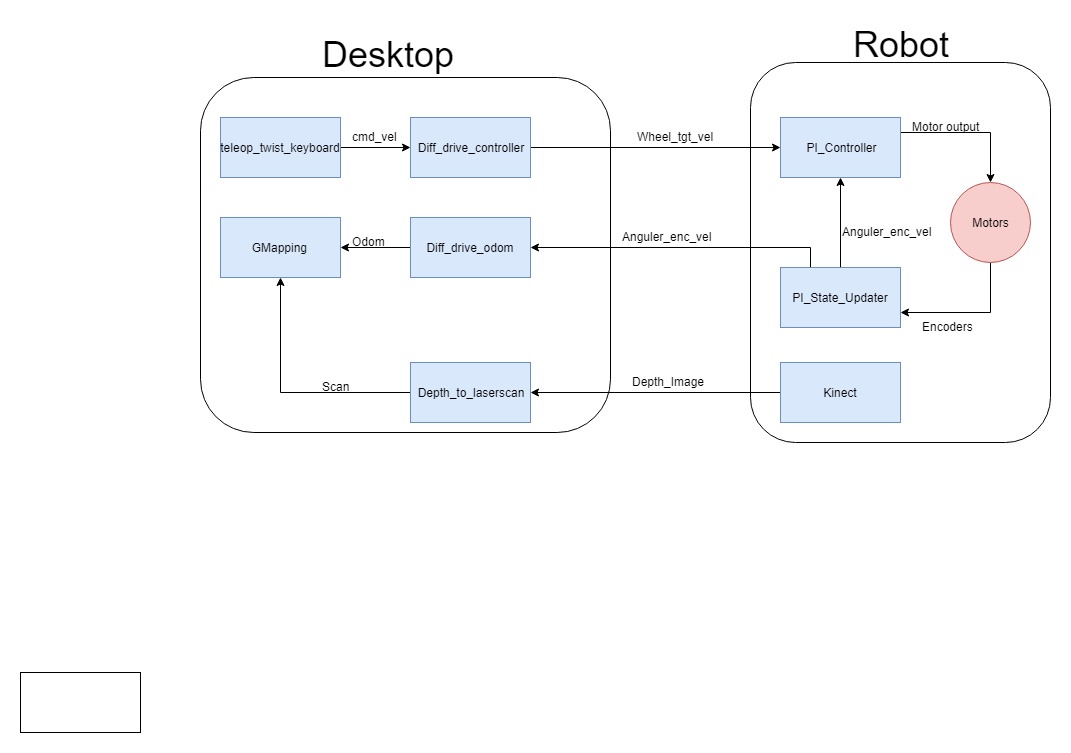 Desktop
Robot
teleop_twist_keyboard
cmd_vel
Diff_drive_controller
Wheel_tgt_vel
PI_Controller
Motor output
Motors
GMapping
Odom
Diff_drive_odom
Anguler_enc_vel
Anguler_enc_vel
PI_State_Updater
Encoders
Scan
Depth_to_laserscan
Depth_Image
Kinect